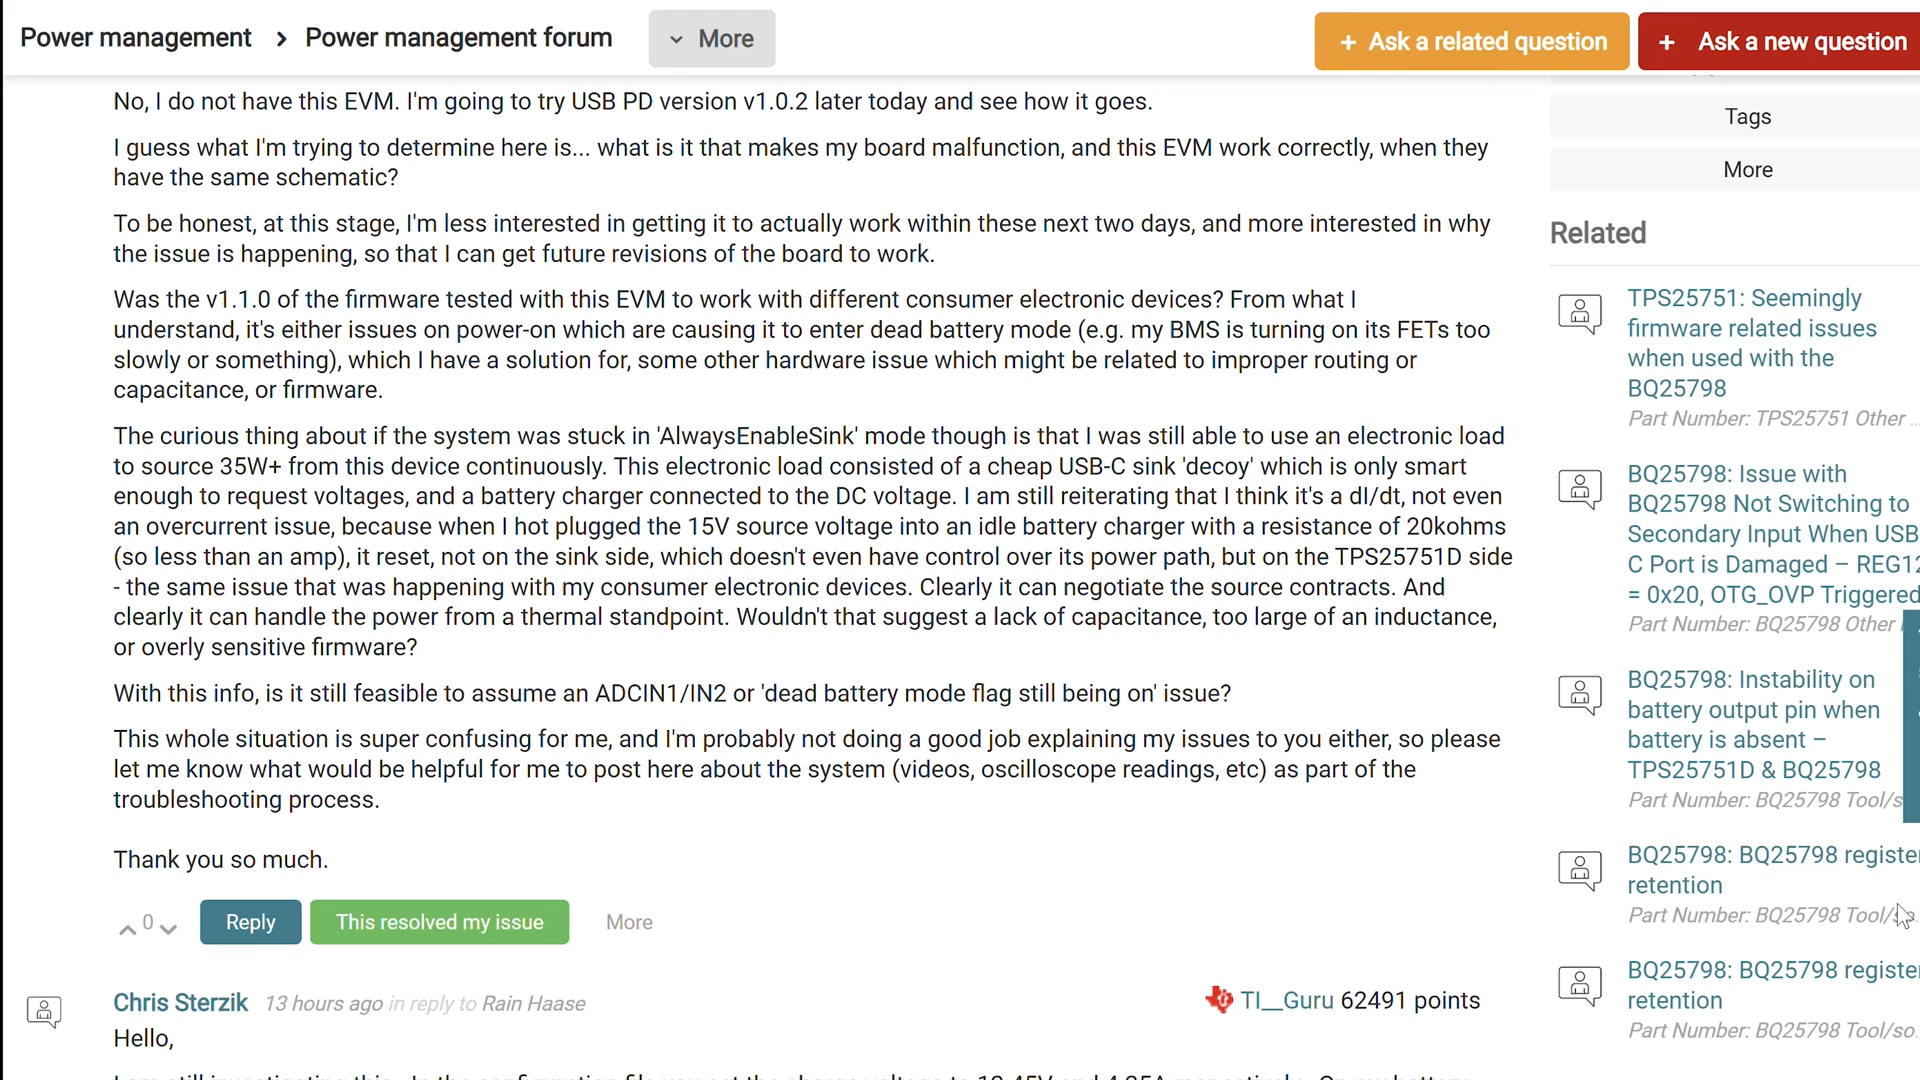 Power management > Power management forum
More
+ Ask a related question
+ Ask a new question
No, I do not have this EVM. I'm going to try USB PD version v1.0.2 later today and see how it goes.
I guess what I'm trying to determine here is... what is it that makes my board malfunction, and this EVM work correctly, when they
have the same schematic?
To be honest, at this stage, I'm less interested in getting it to actually work within these next two days, and more interested in why
the issue is happening, so that I can get future revisions of the board to work.
Was the v1.1.0 of the firmware tested with this EVM to work with different consumer electronic devices? From what I
understand, it's either issues on power-on which are causing it to enter dead battery mode (e.g. my BMS is turning on its FETs too
slowly or something), which I have a solution for, some other hardware issue which might be related to improper routing or
capacitance, or firmware.
The curious thing about if the system was stuck in 'AlwaysEnableSink' mode though is that I was still able to use an electronic load
to source 35W+ from this device continuously. This electronic load consisted of a cheap USB-C sink 'decoy' which is only smart
enough to request voltages, and a battery charger connected to the DC voltage. I am still reiterating that I think it's a dI/dt, not even
an overcurrent issue, because when I hot plugged the 15V source voltage into an idle battery charger with a resistance of 20kohms
(so less than an amp), it reset, not on the sink side, which doesn't even have control over its power path, but on the TPS25751D side
- the same issue that was happening with my consumer electronic devices. Clearly it can negotiate the source contracts. And
clearly it can handle the power from a thermal standpoint. Wouldn't that suggest a lack of capacitance, too large of an inductance,
or overly sensitive firmware?
With this info, is it still feasible to assume an ADCIN1/IN2 or 'dead battery mode flag still being on' issue?
This whole situation is super confusing for me, and I'm probably not doing a good job explaining my issues to you either, so please
let me know what would be helpful for me to post here about the system (videos, oscilloscope readings, etc) as part of the
troubleshooting process.
Thank you so much.
0
Reply
This resolved my issue
More
Chris Sterzik 13 hours ago in reply to Rain Haase
TI__Guru 62491 points
Hello,
Tags
More
Related
TPS25751: Seemingly
firmware related issues
when used with the
BQ25798
Part Number: TPS25751 Other ...
BQ25798: Issue with
BQ25798 Not Switching to
Secondary Input When USB-
C Port is Damaged – REG12
= 0x20, OTG_OVP Triggered
Part Number: BQ25798 Other
BQ25798: Instability on
battery output pin when
battery is absent –
TPS25751D & BQ25798
Part Number: BQ25798 Tool/s
BQ25798: BQ25798 register
retention
Part Number: BQ25798 Tool/so.
BQ25798: BQ25798 register
retention
Part Number: BQ25798 Tool/so.